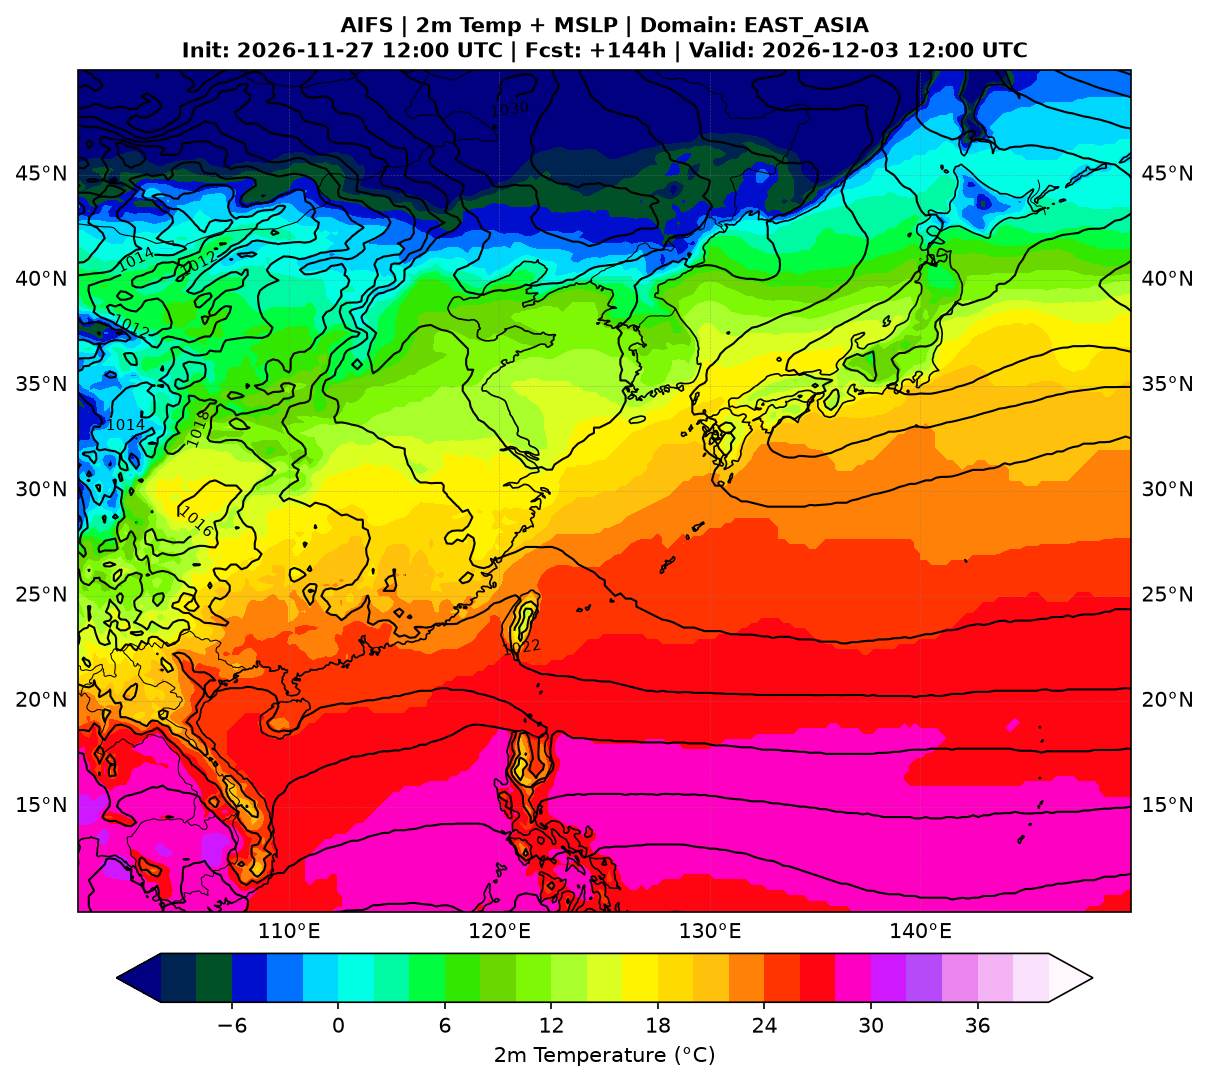 AIFS | 2m Temp + MSLP | Domain: EAST_ASIA
Init: 2026-11-27 12:00 UTC | Fcst: +144h | Valid: 2026-12-03 12:00 UTC
1030
45°N 45°N
1014 1012
40°N 40°N
1012
35°N 35°N
1014 1018
30°N 30°N
1016
25°N 25°N
1022
20°N 20°N
15°N 15°N
110°E 120°E 130°E 140°E
−6 0 6 12 18 24 30 36
2m Temperature (°C)